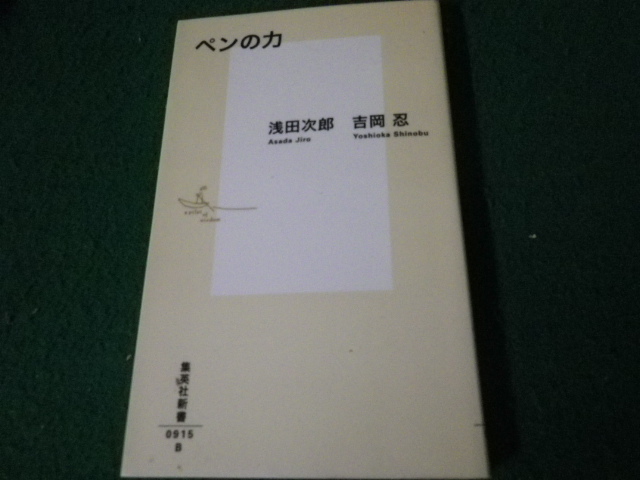 ペンの力
浅田次郎 吉岡 忍
Asada Jiro Yoshioka Shinobu
集英社新書
0915
B